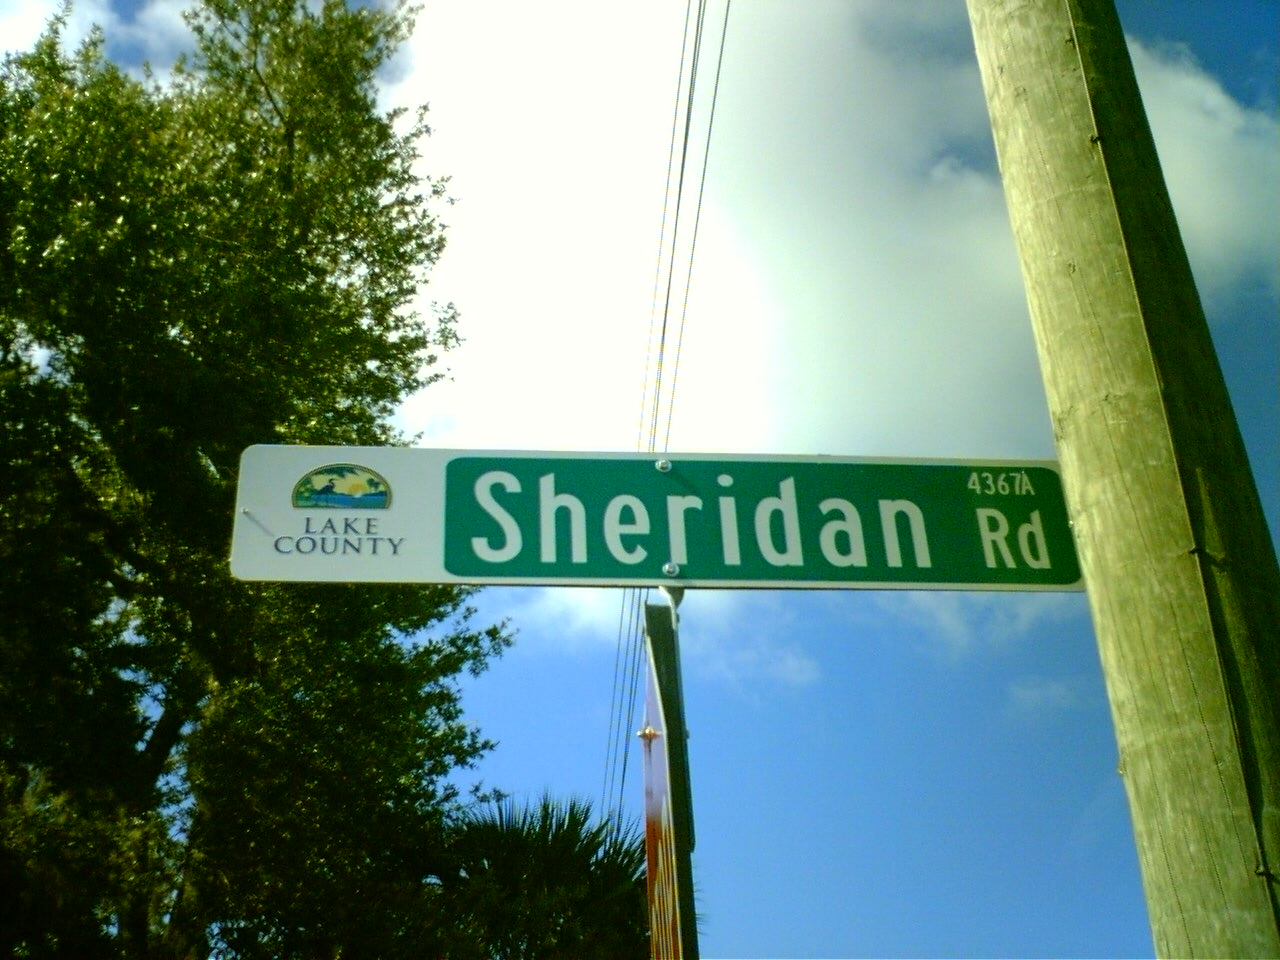 LAKE
COUNTY
Sheridan Rd
4367A